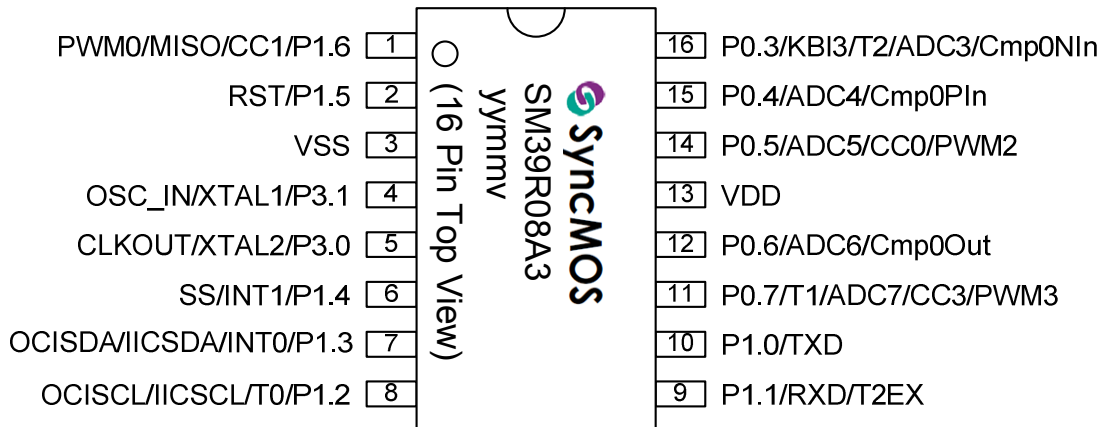 PWM0/MISO/CC1/P1.6 1
RST/P1.5 2
VSS 3
OSC_IN/XTAL1/P3.1 4
CLKOUT/XTAL2/P3.0 5
SS/INT1/P1.4 6
OCISDA/IICSDA/INT0/P1.3 7
OCISCL/IICSCL/T0/P1.2 8
SyncMOS
SM39R08A3
yymmv
(16 Pin Top View)
16 P0.3/KBI3/T2/ADC3/Cmp0NIn
15 P0.4/ADC4/Cmp0PIn
14 P0.5/ADC5/CC0/PWM2
13 VDD
12 P0.6/ADC6/Cmp0Out
11 P0.7/T1/ADC7/CC3/PWM3
10 P1.0/TXD
9 P1.1/RXD/T2EX